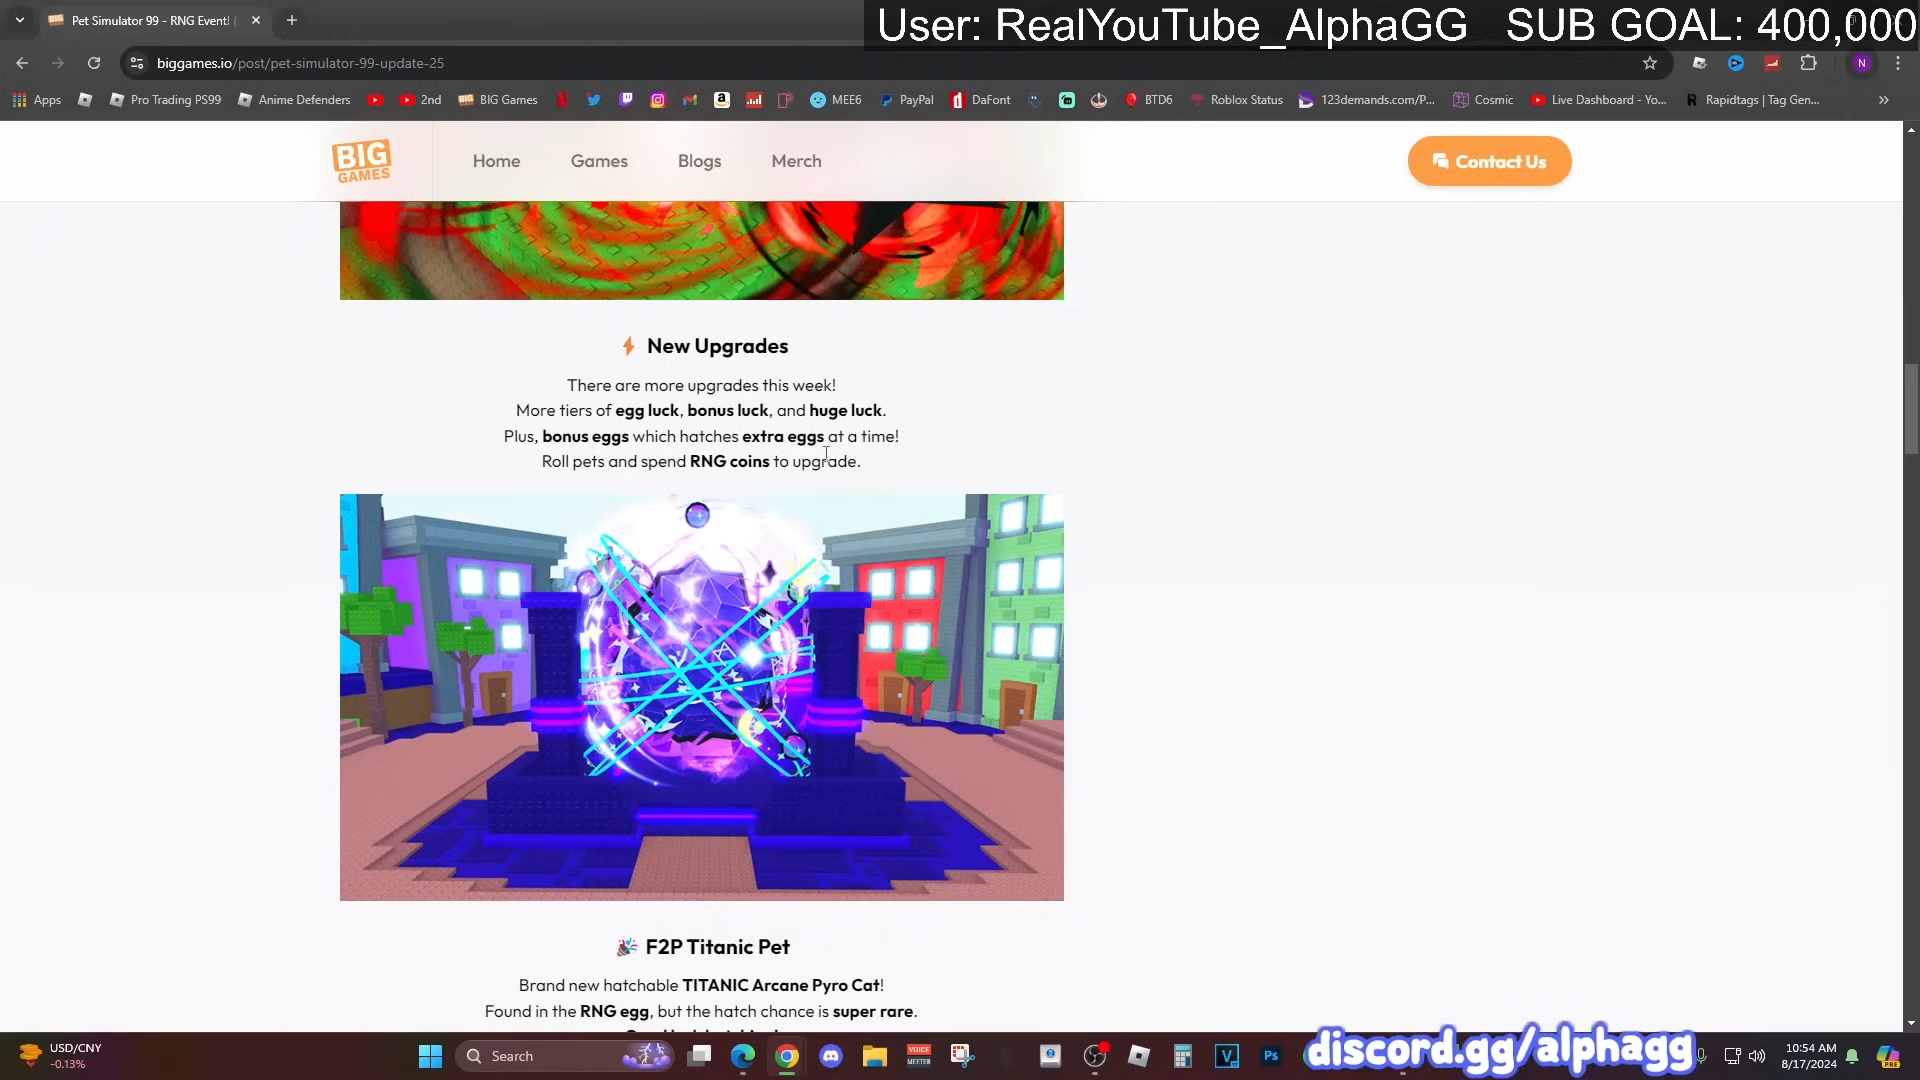 Pet Simulator 99 - RNG Event! (
User: RealYouTube_AlphaGG SUB GOAL: 400,000
biggames.io/post/pet-simulator-99-update-25
N
Apps Pro Trading PS99 Anime Defenders 2nd BIG Games MEE6 PayPal DaFont BTD6 Roblox Status 123demands.com/P... Cosmic Live Dashboard - Yo... Rapidtags | Tag Gen... »
BIG GAMES
Home Games Blogs Merch Contact Us
New Upgrades
There are more upgrades this week!
More tiers of egg luck, bonus luck, and huge luck.
Plus, bonus eggs which hatches extra eggs at a time!
Roll pets and spend RNG coins to upgrade.
F2P Titanic Pet
Brand new hatchable TITANIC Arcane Pyro Cat!
Found in the RNG egg, but the hatch chance is super rare.
USD/CNY
-0.13%
Search
VOICE
MEETER
V
Ps
discord.gg/alphagg
10:54 AM
8/17/2024
PRE